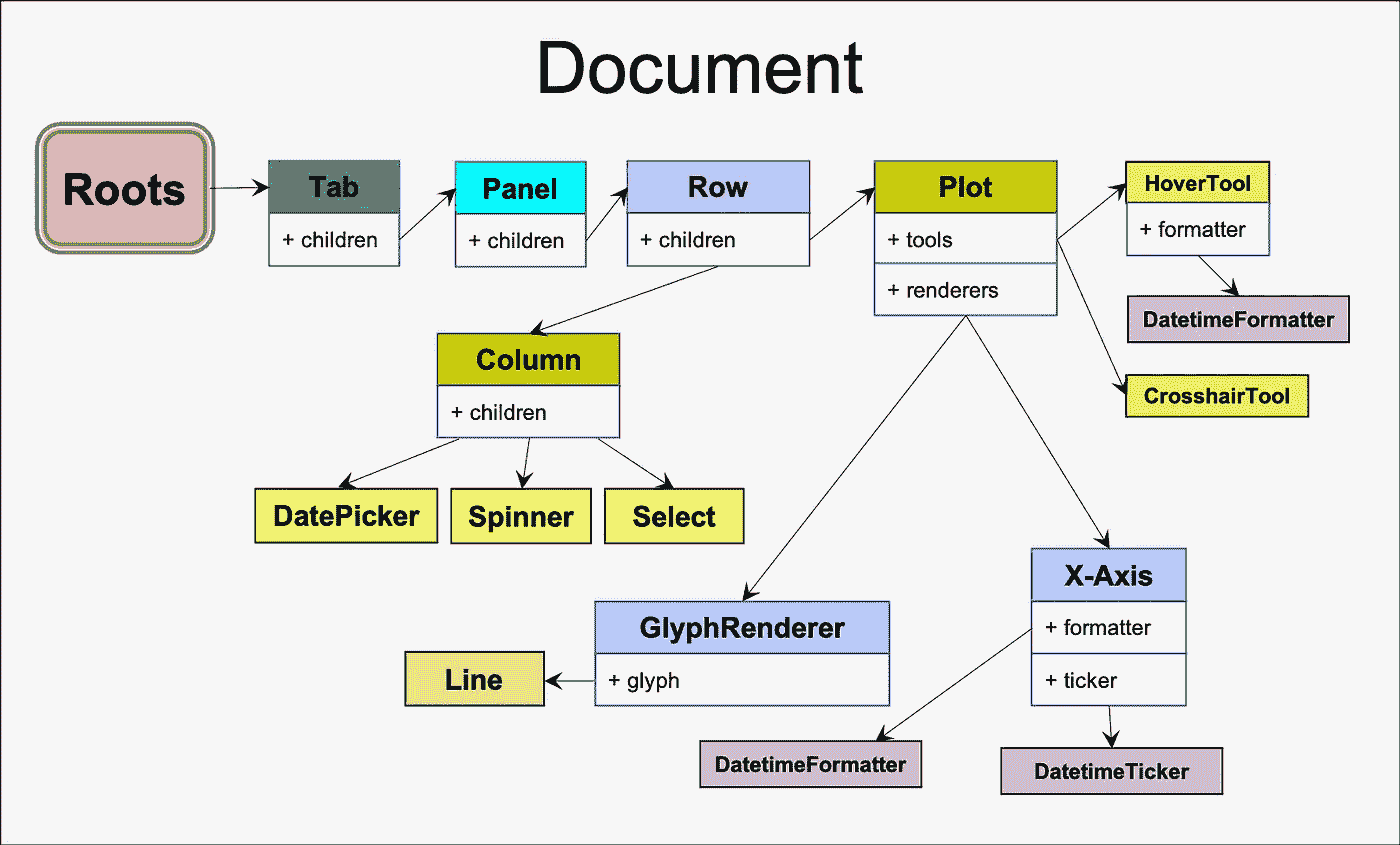 Document
Roots
Tab
+ children
Panel
+ children
Row
+ children
Plot
+ tools
+ renderers
HoverTool
+ formatter
DatetimeFormatter
CrosshairTool
Column
+ children
DatePicker
Spinner
Select
GlyphRenderer
+ glyph
Line
X-Axis
+ formatter
+ ticker
DatetimeFormatter
DatetimeTicker